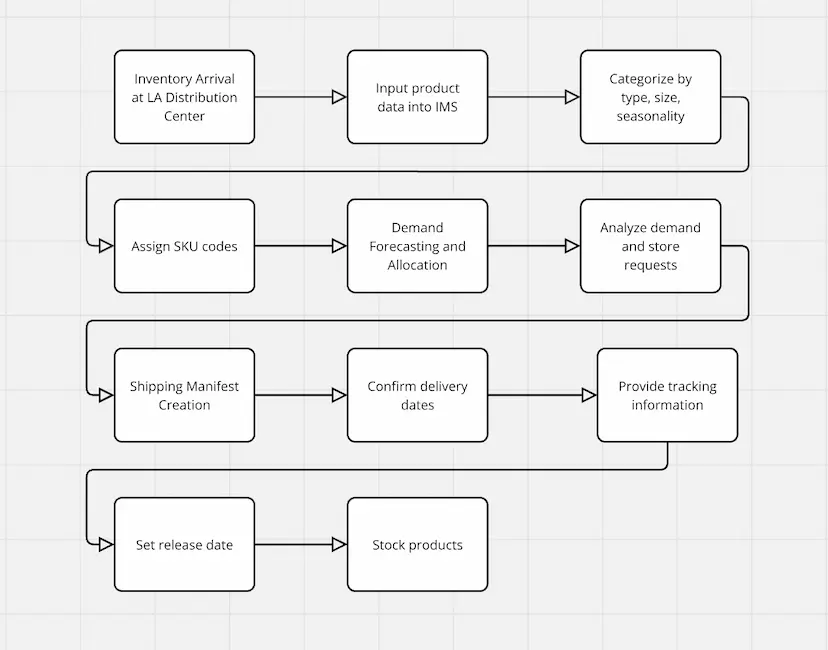 Inventory Arrival
at LA Distribution
Center
Input product
data into IMS
Categorize by
type, size,
seasonality
Assign SKU codes
Demand
Forecasting and
Allocation
Analyze demand
and store
requests
Shipping Manifest
Creation
Confirm delivery
dates
Provide tracking
information
Set release date
Stock products